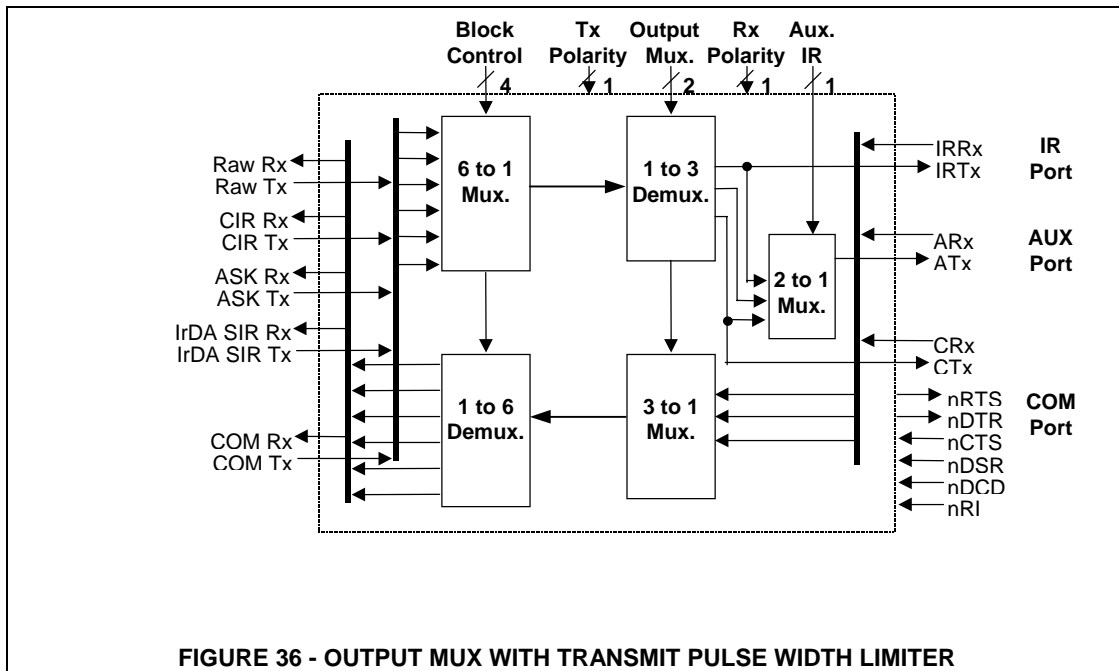 Block Control
Tx Polarity
Output Mux.
Rx Polarity
Aux. IR
4
1
2
1
1
6 to 1 Mux.
1 to 3 Demux.
2 to 1 Mux.
1 to 6 Demux.
3 to 1 Mux.
Raw Rx
Raw Tx
CIR Rx
CIR Tx
ASK Rx
ASK Tx
IrDA SIR Rx
IrDA SIR Tx
COM Rx
COM Tx
IRRx
IRTx
IR Port
ARx
ATx
AUX Port
CRx
CTx
nRTS
nDTR
nCTS
nDSR
nDCD
nRI
COM Port
FIGURE 36 - OUTPUT MUX WITH TRANSMIT PULSE WIDTH LIMITER